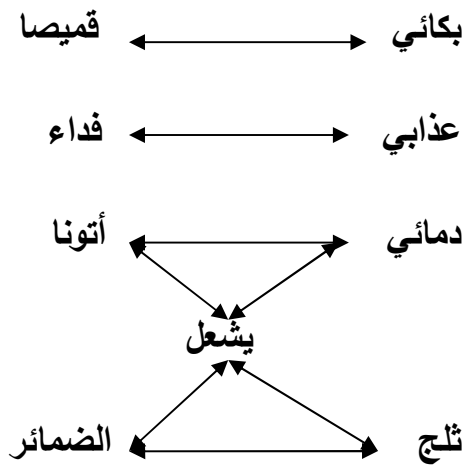 بكائي قميصا
عذابي فداء
دمائي أتونا
يشعل
ثلج الضمائر